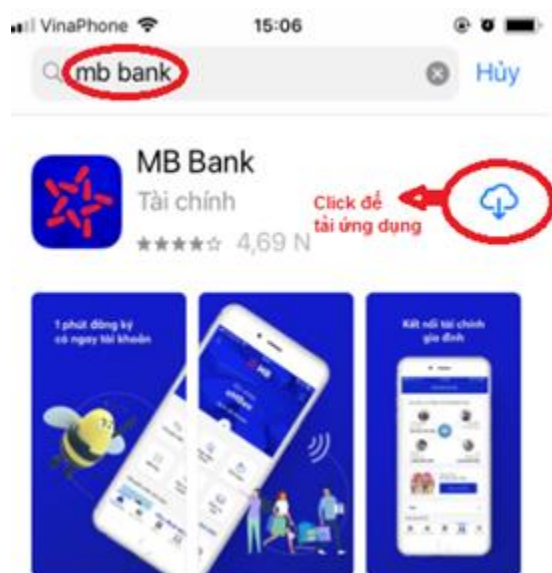 VinaPhone 15:06
mb bank Hủy
MB Bank
Tài chính
Click để
tải ứng dụng
4,69 N
1 phút đăng ký
có ngay tài khoản
MB
Kết nối tài chính
gia đình